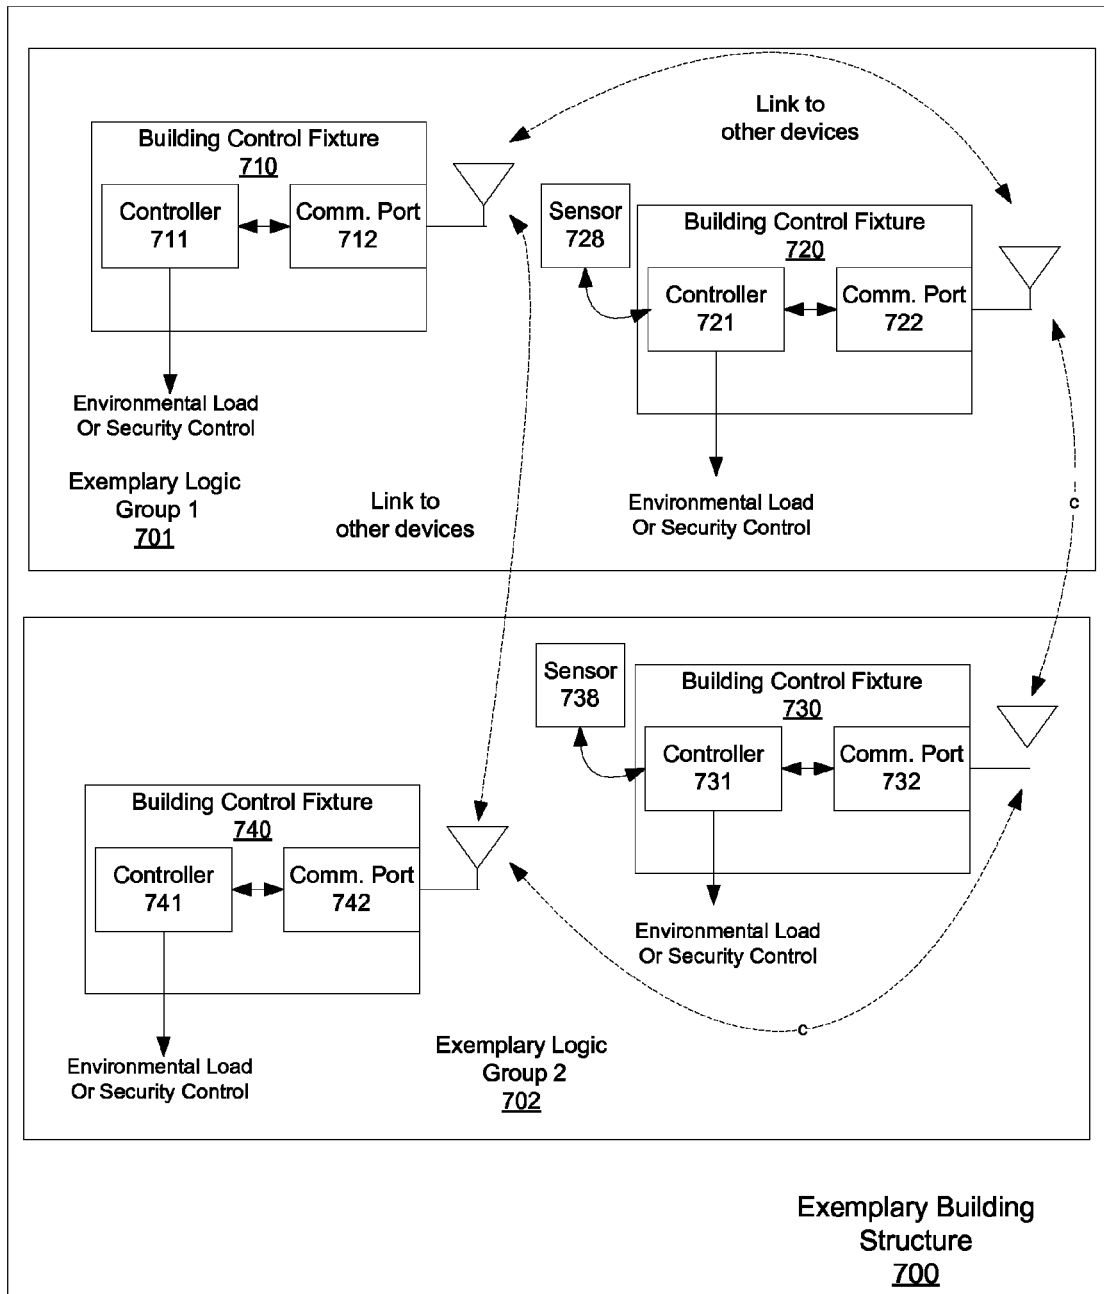 Link to
other devices
Building Control Fixture
710
Controller
711
Comm. Port
712
Sensor
728
Building Control Fixture
720
Controller
721
Comm. Port
722
Environmental Load
Or Security Control
Exemplary Logic
Group 1
701
Link to
other devices
Environmental Load
Or Security Control
c
Sensor
738
Building Control Fixture
730
Controller
731
Comm. Port
732
Building Control Fixture
740
Controller
741
Comm. Port
742
Environmental Load
Or Security Control
c
Environmental Load
Or Security Control
Exemplary Logic
Group 2
702
Exemplary Building
Structure
700